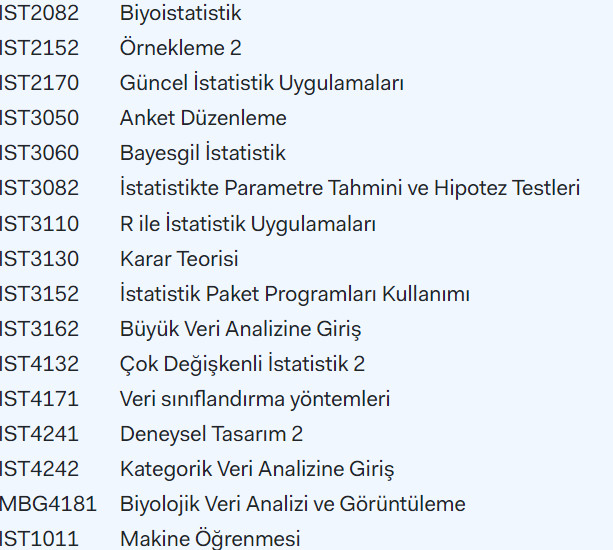 IST2082 Biyoistatistik
IST2152 Örnekleme 2
IST2170 Güncel İstatistik Uygulamaları
IST3050 Anket Düzenleme
IST3060 Bayesgil İstatistik
IST3082 İstatistikte Parametre Tahmini ve Hipotez Testleri
IST3110 R ile İstatistik Uygulamaları
IST3130 Karar Teorisi
IST3152 İstatistik Paket Programları Kullanımı
IST3162 Büyük Veri Analizine Giriş
IST4132 Çok Değişkenli İstatistik 2
IST4171 Veri sınıflandırma yöntemleri
IST4241 Deneysel Tasarım 2
IST4242 Kategorik Veri Analizine Giriş
MBG4181 Biyolojik Veri Analizi ve Görüntüleme
IST1011 Makine Öğrenmesi